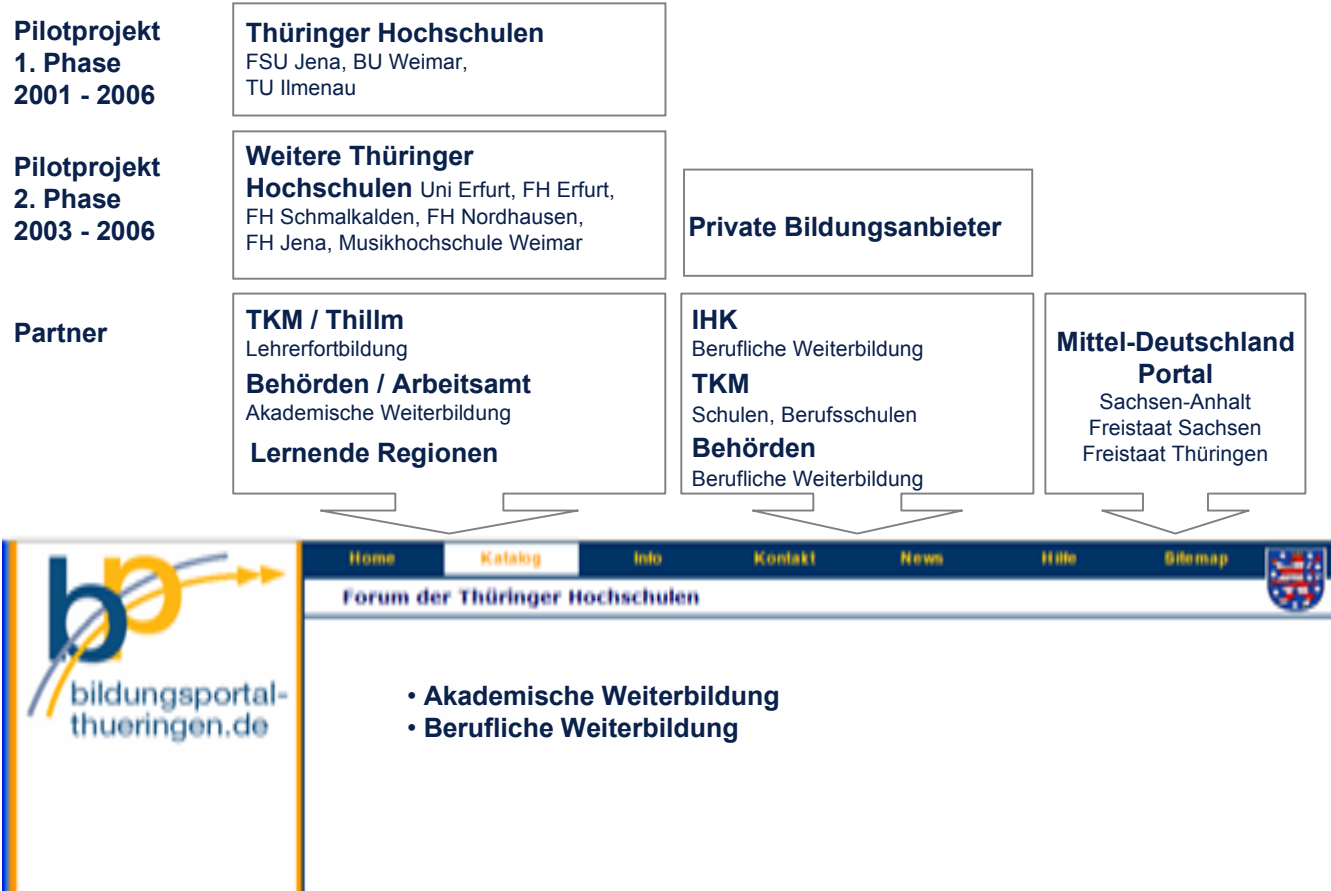 Pilotprojekt
1. Phase
2001 - 2006
Thüringer Hochschulen
FSU Jena, BU Weimar,
TU Ilmenau
Pilotprojekt
2. Phase
2003 - 2006
Weitere Thüringer
Hochschulen Uni Erfurt, FH Erfurt,
FH Schmalkalden, FH Nordhausen,
FH Jena, Musikhochschule Weimar
Private Bildungsanbieter
Partner
TKM / Thillm
Lehrerfortbildung
Behörden / Arbeitsamt
Akademische Weiterbildung
Lernende Regionen
IHK
Berufliche Weiterbildung
TKM
Schulen, Berufsschulen
Behörden
Berufliche Weiterbildung
Mittel-Deutschland
Portal
Sachsen-Anhalt
Freistaat Sachsen
Freistaat Thüringen
bp
bildungsportal-
thueringen.de
Home Katalog Info Kontakt News Hilfe Sitemap
Forum der Thüringer Hochschulen
• Akademische Weiterbildung
• Berufliche Weiterbildung